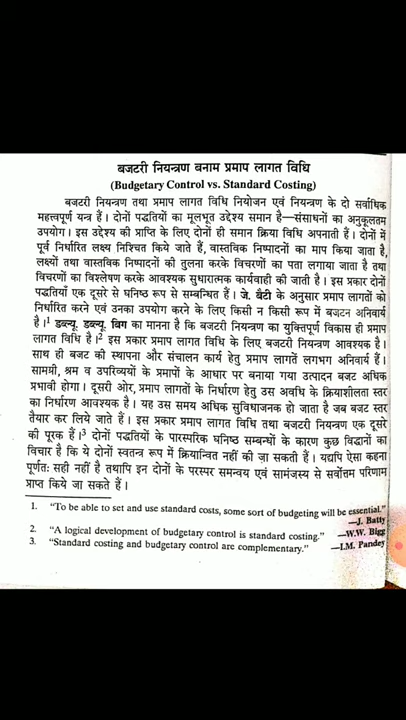 बजटरी नियन्त्रण बनाम प्रमाप लागत विधि
(Budgetary Control vs. Standard Costing)
बजटरी नियन्त्रण तथा प्रमाप लागत विधि नियोजन एवं नियन्त्रण के दो सर्वाधिक
महत्त्वपूर्ण यन्त्र हैं। दोनों पद्धतियों का मूलभूत उद्देश्य समान है—संसाधनों का अनुकूलतम
उपयोग। इस उद्देश्य की प्राप्ति के लिए दोनों ही समान क्रिया विधि अपनाती हैं। दोनों में
पूर्व निर्धारित लक्ष्य निश्चित किये जाते हैं, वास्तविक निष्पादनों का माप किया जाता है,
लक्ष्यों तथा वास्तविक निष्पादनों की तुलना करके विचरणों का पता लगाया जाता है तथा
विचरणों का विश्लेषण करके आवश्यक सुधारात्मक कार्यवाही की जाती है। इस प्रकार दोनों
पद्धतियाँ एक दूसरे से घनिष्ठ रूप से सम्बन्धित हैं। जे. बैटी के अनुसार प्रमाप लागतों को
निर्धारित करने एवं उनका उपयोग करने के लिए किसी न किसी रूप में बजटन अनिवार्य
है।1 डब्ल्यू. डब्ल्यू. बिग का मानना है कि बजटरी नियन्त्रण का युक्तिपूर्ण विकास ही प्रमाप
लागत विधि है।2 इस प्रकार प्रमाप लागत विधि के लिए बजटरी नियन्त्रण आवश्यक है।
साथ ही बजट की स्थापना और संचालन कार्य हेतु प्रमाप लागतें लगभग अनिवार्य हैं।
सामग्री, श्रम व उपरिव्ययों के प्रमापों के आधार पर बनाया गया उत्पादन बजट अधिक
प्रभावी होगा। दूसरी ओर, प्रमाप लागतों के निर्धारण हेतु उस अवधि के क्रियाशीलता स्तर
का निर्धारण आवश्यक है। यह उस समय अधिक सुविधाजनक हो जाता है जब बजट स्तर
तैयार कर लिये जाते हैं। इस प्रकार प्रमाप लागत विधि तथा बजटरी नियन्त्रण एक दूसरे
की पूरक हैं।3 दोनों पद्धतियों के पारस्परिक घनिष्ठ सम्बन्धों के कारण कुछ विद्वानों का
विचार है कि ये दोनों स्वतन्त्र रूप में क्रियान्वित नहीं की जा सकती हैं। यद्यपि ऐसा कहना
पूर्णतः सही नहीं है तथापि इन दोनों के परस्पर समन्वय एवं सामंजस्य से सर्वोत्तम परिणाम
प्राप्त किये जा सकते हैं।
1. “To be able to set and use standard costs, some sort of budgeting will be essential.”
—J. Batty
2. “A logical development of budgetary control is standard costing.” —W.W. Bigg
3. “Standard costing and budgetary control are complementary.” —I.M. Pandey